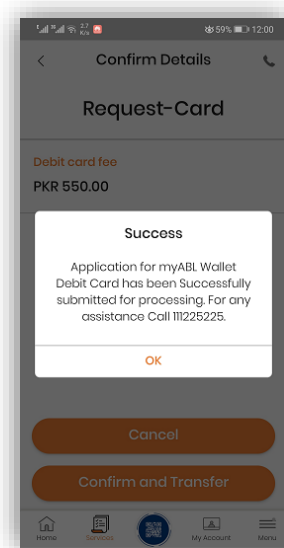 2.7
K/s
59%
12:00
Confirm Details
Request-Card
Debit card fee
PKR 550.00
Success
Application for myABL Wallet
Debit Card has been Successfully
submitted for processing. For any
assistance Call 111225225.
OK
Cancel
Confirm and Transfer
Home
Services
My Account
Menu